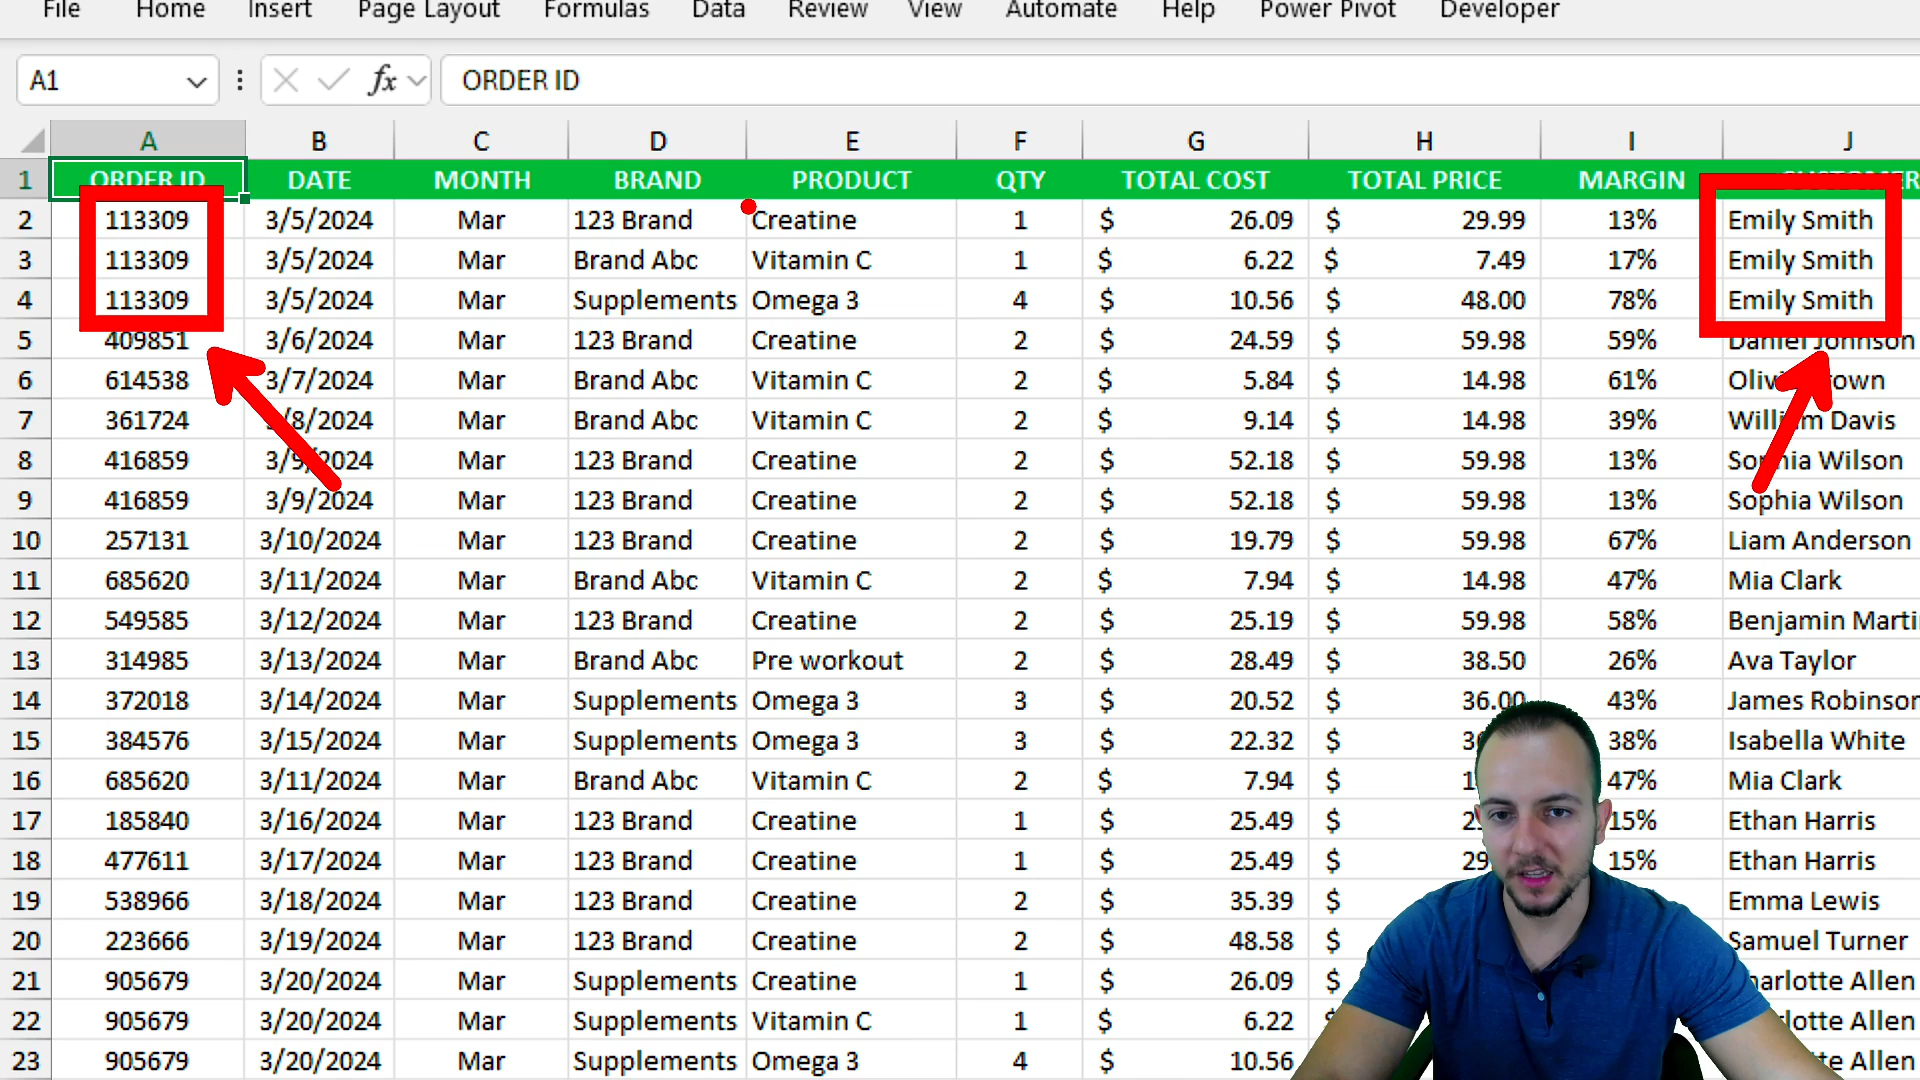 File Home Insert Page Layout Formulas Data Review View Automate Help Power Pivot Developer
A1 fx ORDER ID
A B C D E F G H I J
1 ORDER ID DATE MONTH BRAND PRODUCT QTY TOTAL COST TOTAL PRICE MARGIN CUSTOMER
2 113309 3/5/2024 Mar 123 Brand Creatine 1 $ 26.09 $ 29.99 13% Emily Smith
3 113309 3/5/2024 Mar Brand Abc Vitamin C 1 $ 6.22 $ 7.49 17% Emily Smith
4 113309 3/5/2024 Mar Supplements Omega 3 4 $ 10.56 $ 48.00 78% Emily Smith
5 409851 3/6/2024 Mar 123 Brand Creatine 2 $ 24.59 $ 59.98 59% Daniel Johnson
6 614538 3/7/2024 Mar Brand Abc Vitamin C 2 $ 5.84 $ 14.98 61%
7 361724 3/8/2024 Mar Brand Abc Vitamin C 2 $ 9.14 $ 14.98 39% William Davis
8 416859 3/9/2024 Mar 123 Brand Creatine 2 $ 52.18 $ 59.98 13% Sophia Wilson
9 416859 3/9/2024 Mar 123 Brand Creatine 2 $ 52.18 $ 59.98 13% Sophia Wilson
10 257131 3/10/2024 Mar 123 Brand Creatine 2 $ 19.79 $ 59.98 67% Liam Anderson
11 685620 3/11/2024 Mar Brand Abc Vitamin C 2 $ 7.94 $ 14.98 47% Mia Clark
12 549585 3/12/2024 Mar 123 Brand Creatine 2 $ 25.19 $ 59.98 58% Benjamin Marti
13 314985 3/13/2024 Mar Brand Abc Pre workout 2 $ 28.49 $ 38.50 26% Ava Taylor
14 372018 3/14/2024 Mar Supplements Omega 3 3 $ 20.52 $ 36.00 43% James Robinson
15 384576 3/15/2024 Mar Supplements Omega 3 3 $ 22.32 $ 38% Isabella White
16 685620 3/11/2024 Mar Brand Abc Vitamin C 2 $ 7.94 $ 47% Mia Clark
17 185840 3/16/2024 Mar 123 Brand Creatine 1 $ 25.49 $ 15% Ethan Harris
18 477611 3/17/2024 Mar 123 Brand Creatine 1 $ 25.49 $ 29 15% Ethan Harris
19 538966 3/18/2024 Mar 123 Brand Creatine 2 $ 35.39 $ Emma Lewis
20 223666 3/19/2024 Mar 123 Brand Creatine 2 $ 48.58 $ Samuel Turner
21 905679 3/20/2024 Mar Supplements Creatine 1 $ 26.09 $ Charlotte Allen
22 905679 3/20/2024 Mar Supplements Vitamin C 1 $ 6.22 $ lotte Allen
23 905679 3/20/2024 Mar Supplements Omega 3 4 $ 10.56 te Allen